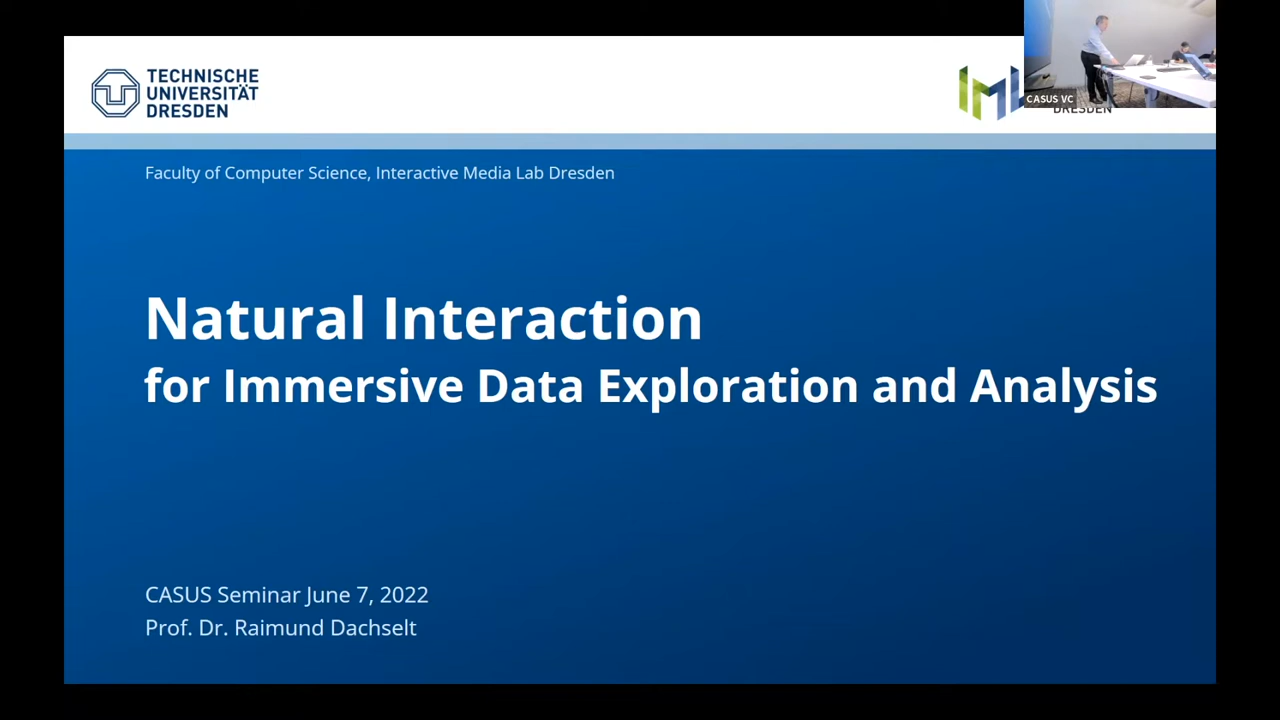 TECHNISCHE
UNIVERSITÄT
DRESDEN
CASUS VC
DRESDEN
Faculty of Computer Science, Interactive Media Lab Dresden
Natural Interaction
for Immersive Data Exploration and Analysis
CASUS Seminar June 7, 2022
Prof. Dr. Raimund Dachselt